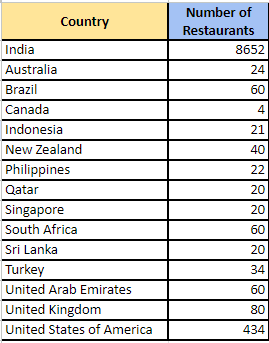 Country Number of Restaurants
India 8652
Australia 24
Brazil 60
Canada 4
Indonesia 21
New Zealand 40
Philippines 22
Qatar 20
Singapore 20
South Africa 60
Sri Lanka 20
Turkey 34
United Arab Emirates 60
United Kingdom 80
United States of America 434